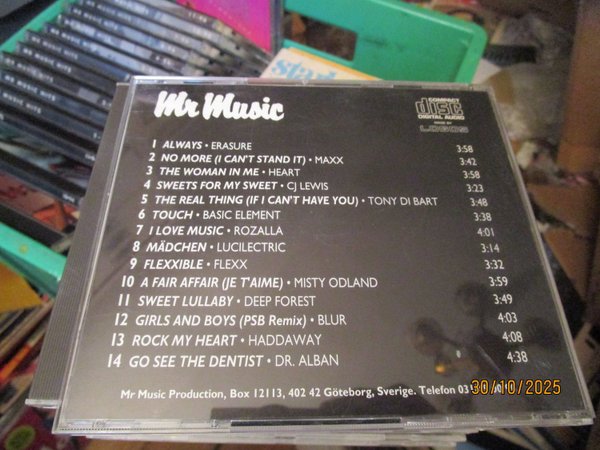 Mr Music
COMPACT
disc
DIGITAL AUDIO
1 ALWAYS • ERASURE 3:58
2 NO MORE (I CAN'T STAND IT) • MAXX 3:42
3 THE WOMAN IN ME • HEART 3:58
4 SWEETS FOR MY SWEET • CJ LEWIS 3:23
5 THE REAL THING (IF I CAN'T HAVE YOU) • TONY DI BART 3:48
6 TOUCH • BASIC ELEMENT 3:38
7 I LOVE MUSIC • ROZALLA 4:01
8 MÄDCHEN • LUCILECTRIC 3:14
9 FLEXXIBLE • FLEXX 3:32
10 A FAIR AFFAIR (JE T'AIME) • MISTY ODLAND 3:59
11 SWEET LULLABY • DEEP FOREST 3:49
12 GIRLS AND BOYS (PSB Remix) • BLUR 4:03
13 ROCK MY HEART • HADDAWAY 4:08
14 GO SEE THE DENTIST • DR. ALBAN 4:38
Mr Music Production, Box 12113, 402 42 Göteborg, Sverige. Telefon
30/10/2025